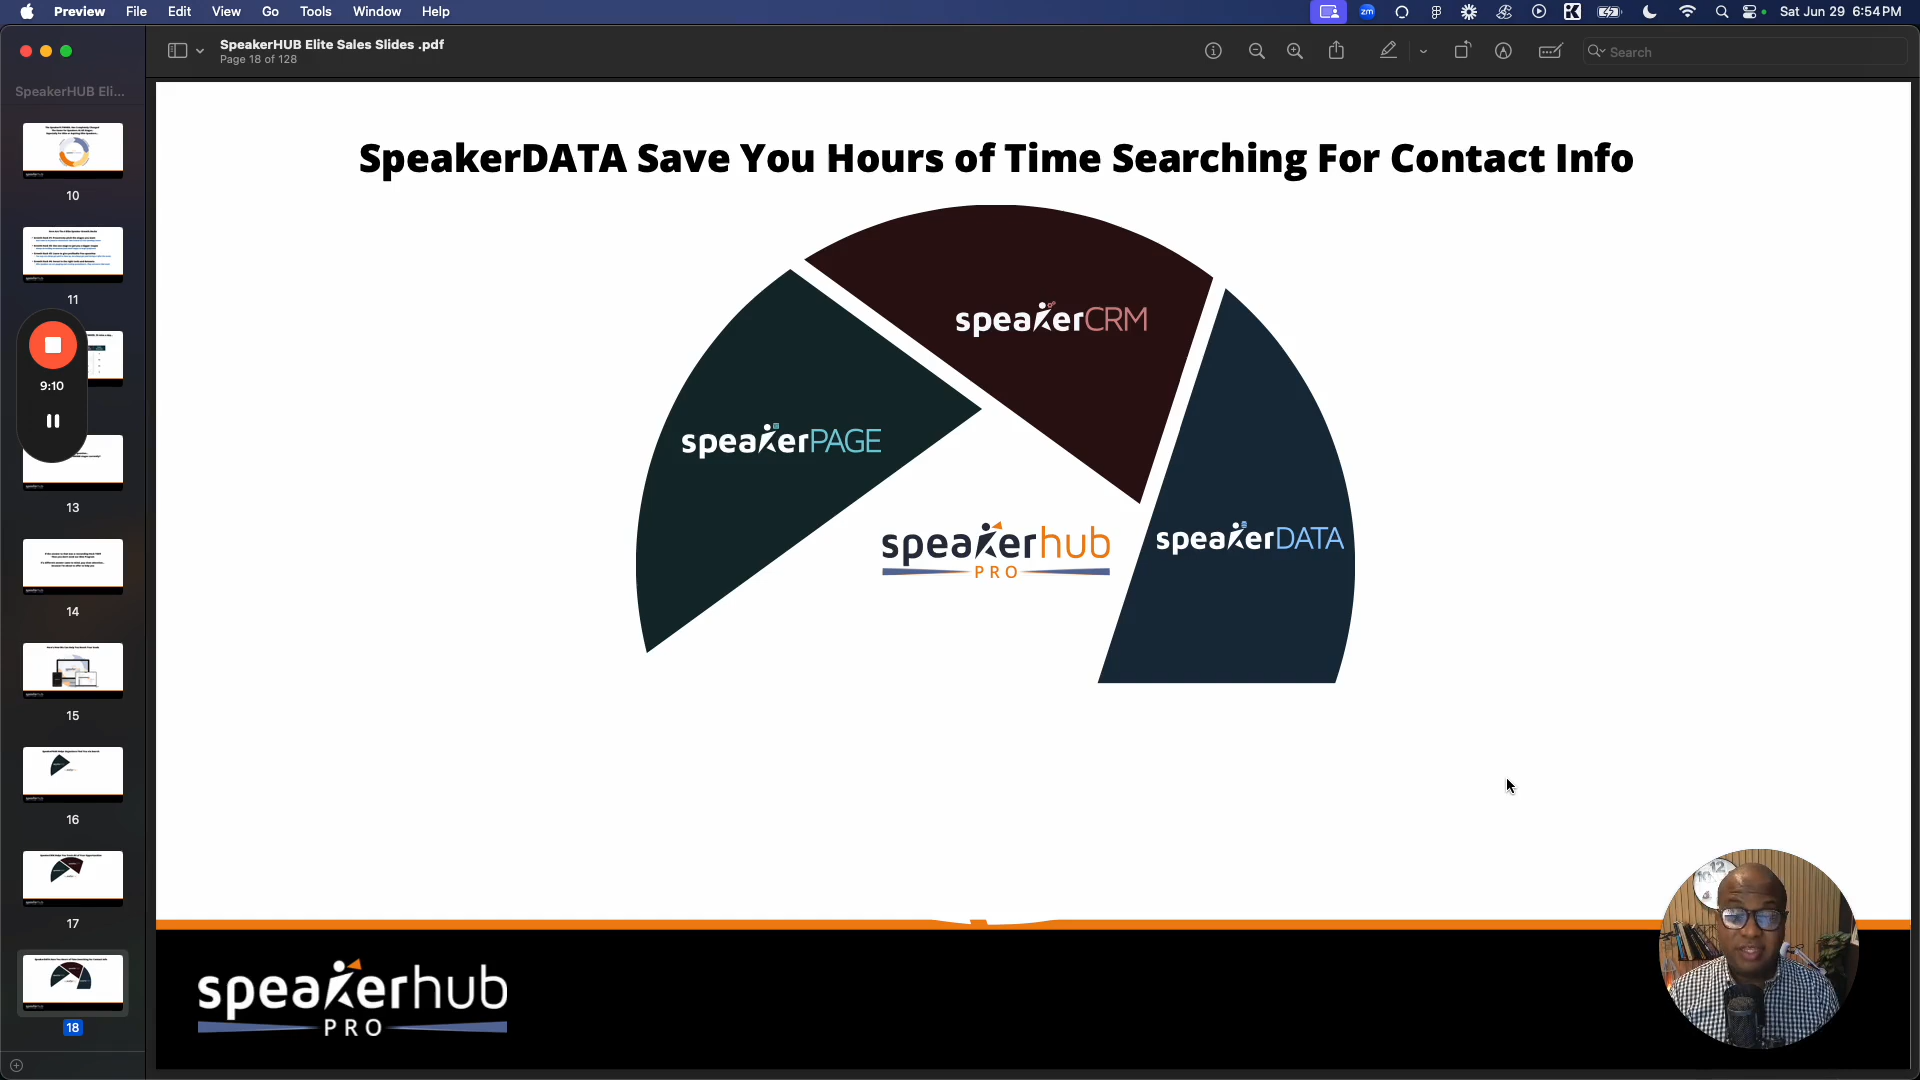 Preview File Edit View Go Tools Window Help
zm
Sat Jun 29 6:54 PM
SpeakerHUB Elite Sales Slides .pdf
Page 18 of 128
Search
SpeakerHUB Eli...
10
11
9:10
13
14
15
16
17
18
SpeakerDATA Save You Hours of Time Searching For Contact Info
speakerCRM
speakerPAGE
speakerDATA
speakerhub
PRO
speakerhub
PRO